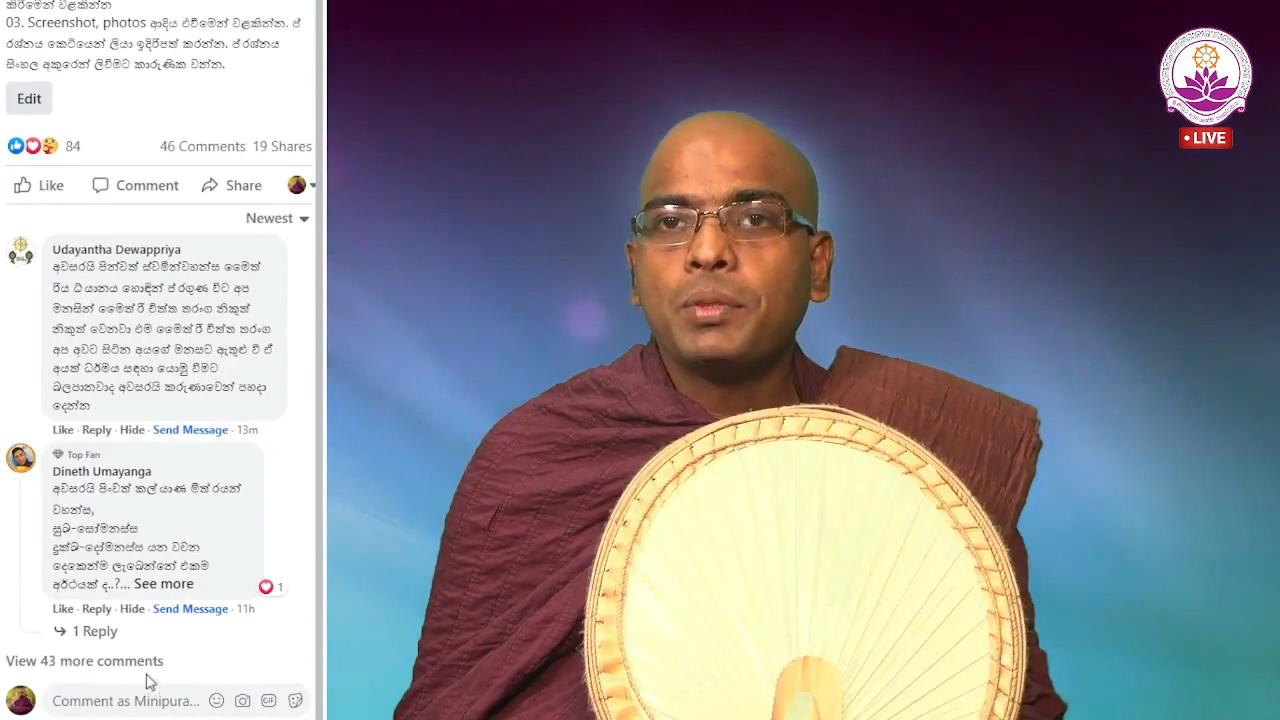 කිරීමෙන් වළකින්න
03. Screenshot, photos ආදිය එවීමෙන් වළකින්න. ප්
රශ්නය කෙටියෙන් ලියා ඉදිරිපත් කරන්න. ප් රශ්නය
සිංහල අකුරෙන් ලිවීමට කාරුණික වන්න.
Edit
84 46 Comments 19 Shares
Like Comment Share
Newest
Udayantha Dewappriya
අවසරයි පින්වත් ස්වමින්වහන්ස මෛත්
රිය ධ් යානය හොඳින් ප් රගුණ විට අප
මනසින් මෛත් රී චිත්ත තරංග නිකුත්
නිකුත් වෙනවා එම මෛත් රී චිත්ත තරංග
අප අවට සිටින අයගේ මනසට ඇතුළු වී ඒ
අයක් ධර්මය සඳහා යොමු වීමට
බලපානවාද අවසරයි කරුණාවෙන් පහදා
දෙන්න
Like · Reply · Hide · Send Message · 13m
Top Fan
Dineth Umayanga
අවසරයි පිංවත් කල් යාණ මිත් රයන්
වහන්ස,
සුඛ-සෝමනස්ස
දුක්ඛ-දෝමනස්ස යන වචන
දෙකෙන්ම ලැබෙන්නේ එකම
අර්ථයක් ද..?... See more
1
Like · Reply · Hide · Send Message · 11h
1 Reply
View 43 more comments
Comment as Minipura...
GIF
• LIVE